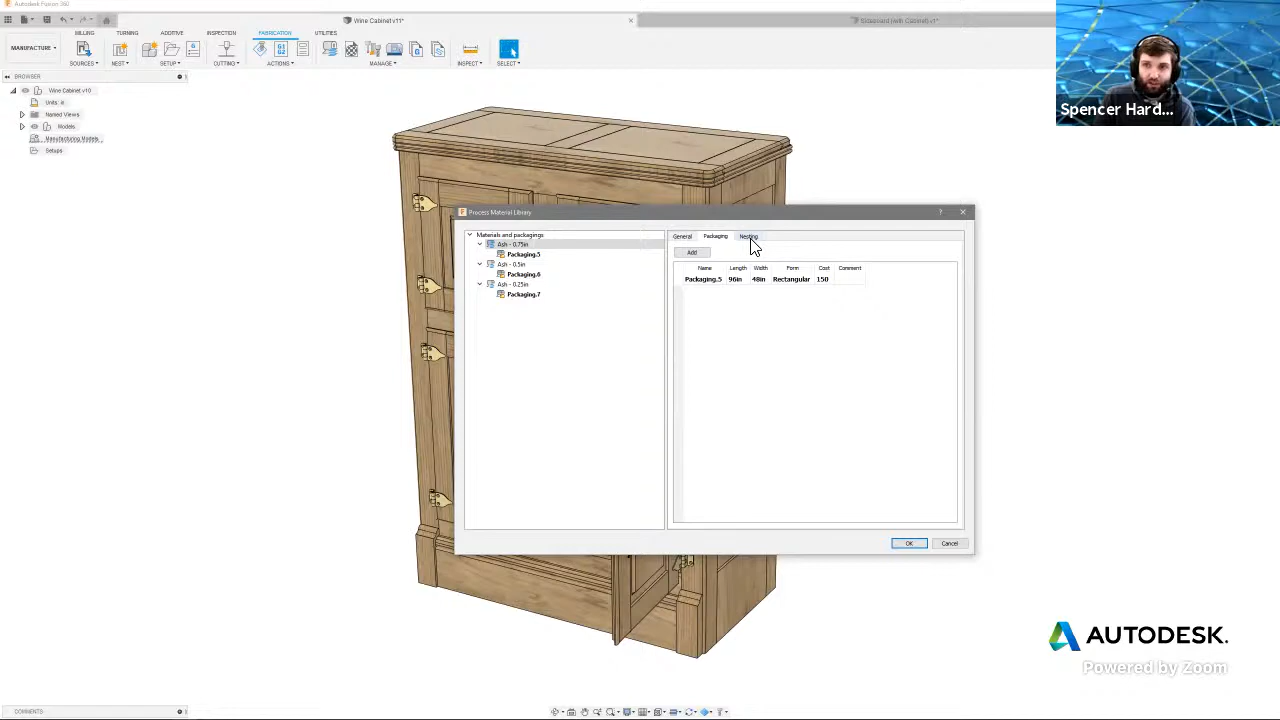 Autodesk Fusion 360
Wine Cabinet v11*
MILLING TURNING ADDITIVE INSPECTION FABRICATION UTILITIES
MANUFACTURE
SOURCES NEST SETUP CUTTING ACTIONS MANAGE INSPECT SELECT
BROWSER
Wine Cabinet v10
Units: in
Named Views
Models
Manufacturing Models
Setups
Spencer Hard...
Process Material Library
Materials and packagings
Ash - 0.75in
Packaging.5
Ash - 0.5in
Packaging.6
Ash - 0.25in
Packaging.7
General Packaging Nesting
Add
Name Length Width Form Cost Comment
Packaging.5 96in 48in Rectangular 150
OK Cancel
AUTODESK.
Powered by Zoom
COMMENTS